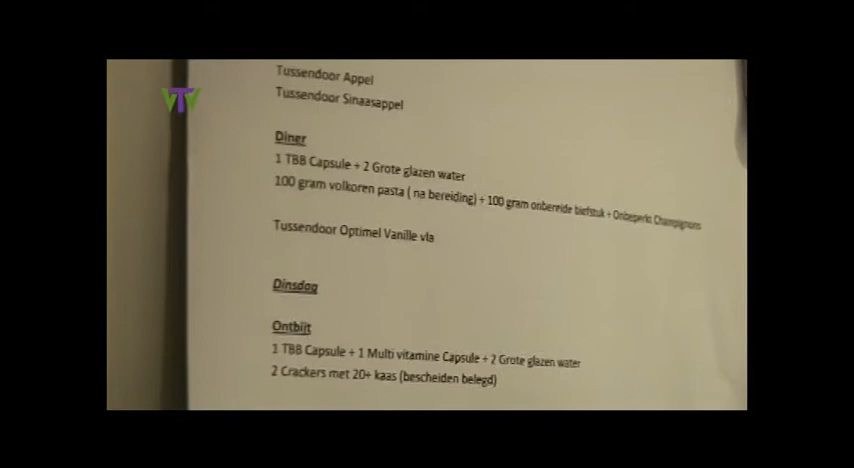 Tussendoor Appel
VTV
Tussendoor Sinaasappel
Diner
1 TBB Capsule + 2 Grote glazen water
100 gram volkoren pasta ( na bereiding) + 100 gram onbereide biefstuk + Onbeperkt Champignons
Tussendoor Optimel Vanille vla
Dinsdag
Ontbijt
1 TBB Capsule + 1 Multi vitamine Capsule + 2 Grote glazen water
2 Crackers met 20+ kaas (bescheiden belegd)